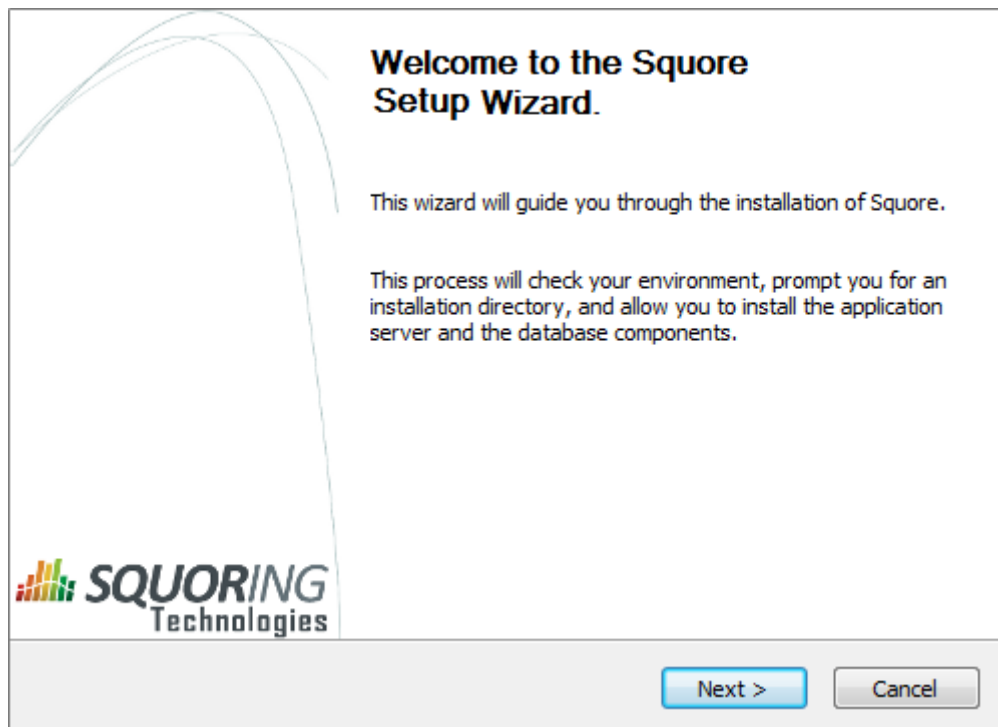 Welcome to the Squore
Setup Wizard.
This wizard will guide you through the installation of Squore.
This process will check your environment, prompt you for an
installation directory, and allow you to install the application
server and the database components.
SQUORING
Technologies
Next >
Cancel